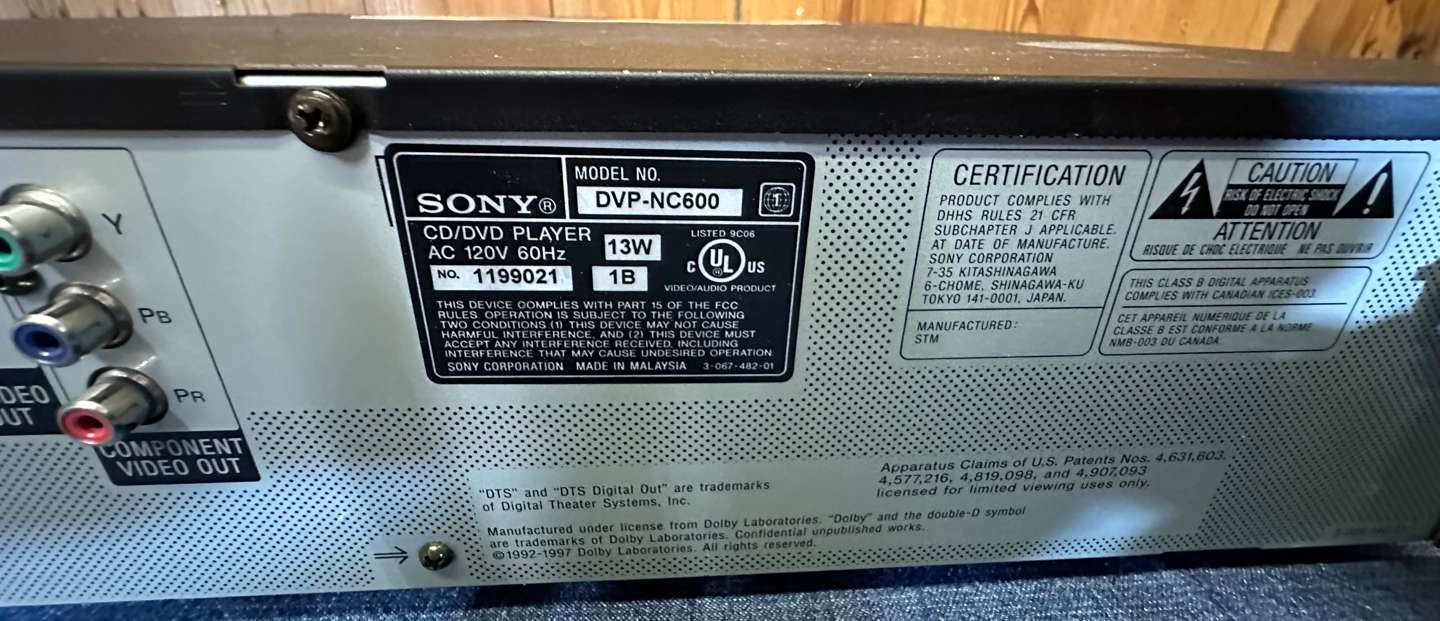 Y
PB
PR
DEO
OUT
COMPONENT
VIDEO OUT
SONY®
MODEL NO.
DVP-NC600
CD/DVD PLAYER
AC 120V 60Hz
13W
NO. 1199021
1B
LISTED 9C06
C UL® US
VIDEO/AUDIO PRODUCT
THIS DEVICE COMPLIES WITH PART 15 OF THE FCC
RULES. OPERATION IS SUBJECT TO THE FOLLOWING
TWO CONDITIONS (1) THIS DEVICE MAY NOT CAUSE
HARMFUL INTERFERENCE, AND (2) THIS DEVICE MUST
ACCEPT ANY INTERFERENCE RECEIVED, INCLUDING
INTERFERENCE THAT MAY CAUSE UNDESIRED OPERATION.
SONY CORPORATION MADE IN MALAYSIA 3-067-482-01
CERTIFICATION
PRODUCT COMPLIES WITH
DHHS RULES 21 CFR
SUBCHAPTER J APPLICABLE.
AT DATE OF MANUFACTURE.
SONY CORPORATION
7-35 KITASHINAGAWA
6-CHOME, SHINAGAWA-KU
TOKYO 141-0001, JAPAN.
MANUFACTURED:
STM
CAUTION
RISK OF ELECTRIC SHOCK
DO NOT OPEN
ATTENTION
RISQUE DE CHOC ELECTRIQUE NE PAS OUVRIR
THIS CLASS B DIGITAL APPARATUS
COMPLIES WITH CANADIAN ICES-003.
CET APPAREIL NUMERIQUE DE LA
CLASSE B EST CONFORME A LA NORME
NMB-003 DU CANADA.
"DTS" and "DTS Digital Out" are trademarks
of Digital Theater Systems, Inc.
Manufactured under license from Dolby Laboratories. "Dolby" and the double-D symbol
are trademarks of Dolby Laboratories. Confidential unpublished works.
©1992-1997 Dolby Laboratories. All rights reserved.
Apparatus Claims of U.S. Patents Nos. 4,631,603,
4,577,216, 4,819,098, and 4,907,093
licensed for limited viewing uses only.